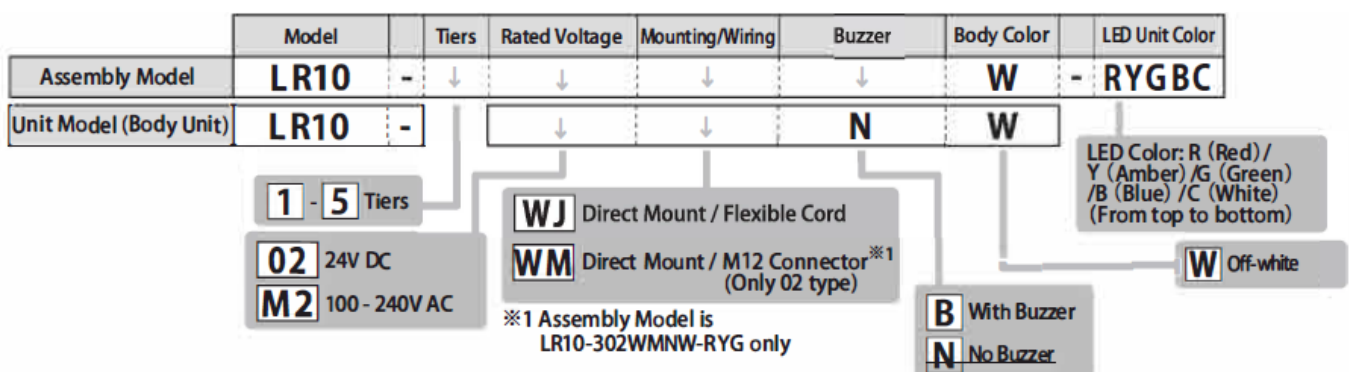 Model Tiers Rated Voltage Mounting/Wiring Buzzer Body Color LED Unit Color
Assembly Model LR10 - ↓ ↓ ↓ ↓ W - RYGBC
Unit Model (Body Unit) LR10 - ↓ ↓ N W
1 - 5 Tiers
02 24V DC
M2 100 - 240V AC
WJ Direct Mount / Flexible Cord
WM Direct Mount / M12 Connector※1
(Only 02 type)
※1 Assembly Model is
LR10-302WMNW-RYG only
B With Buzzer
N No Buzzer
LED Color: R (Red) /
Y (Amber) /G (Green)
/B (Blue) /C (White)
(From top to bottom)
W Off-white